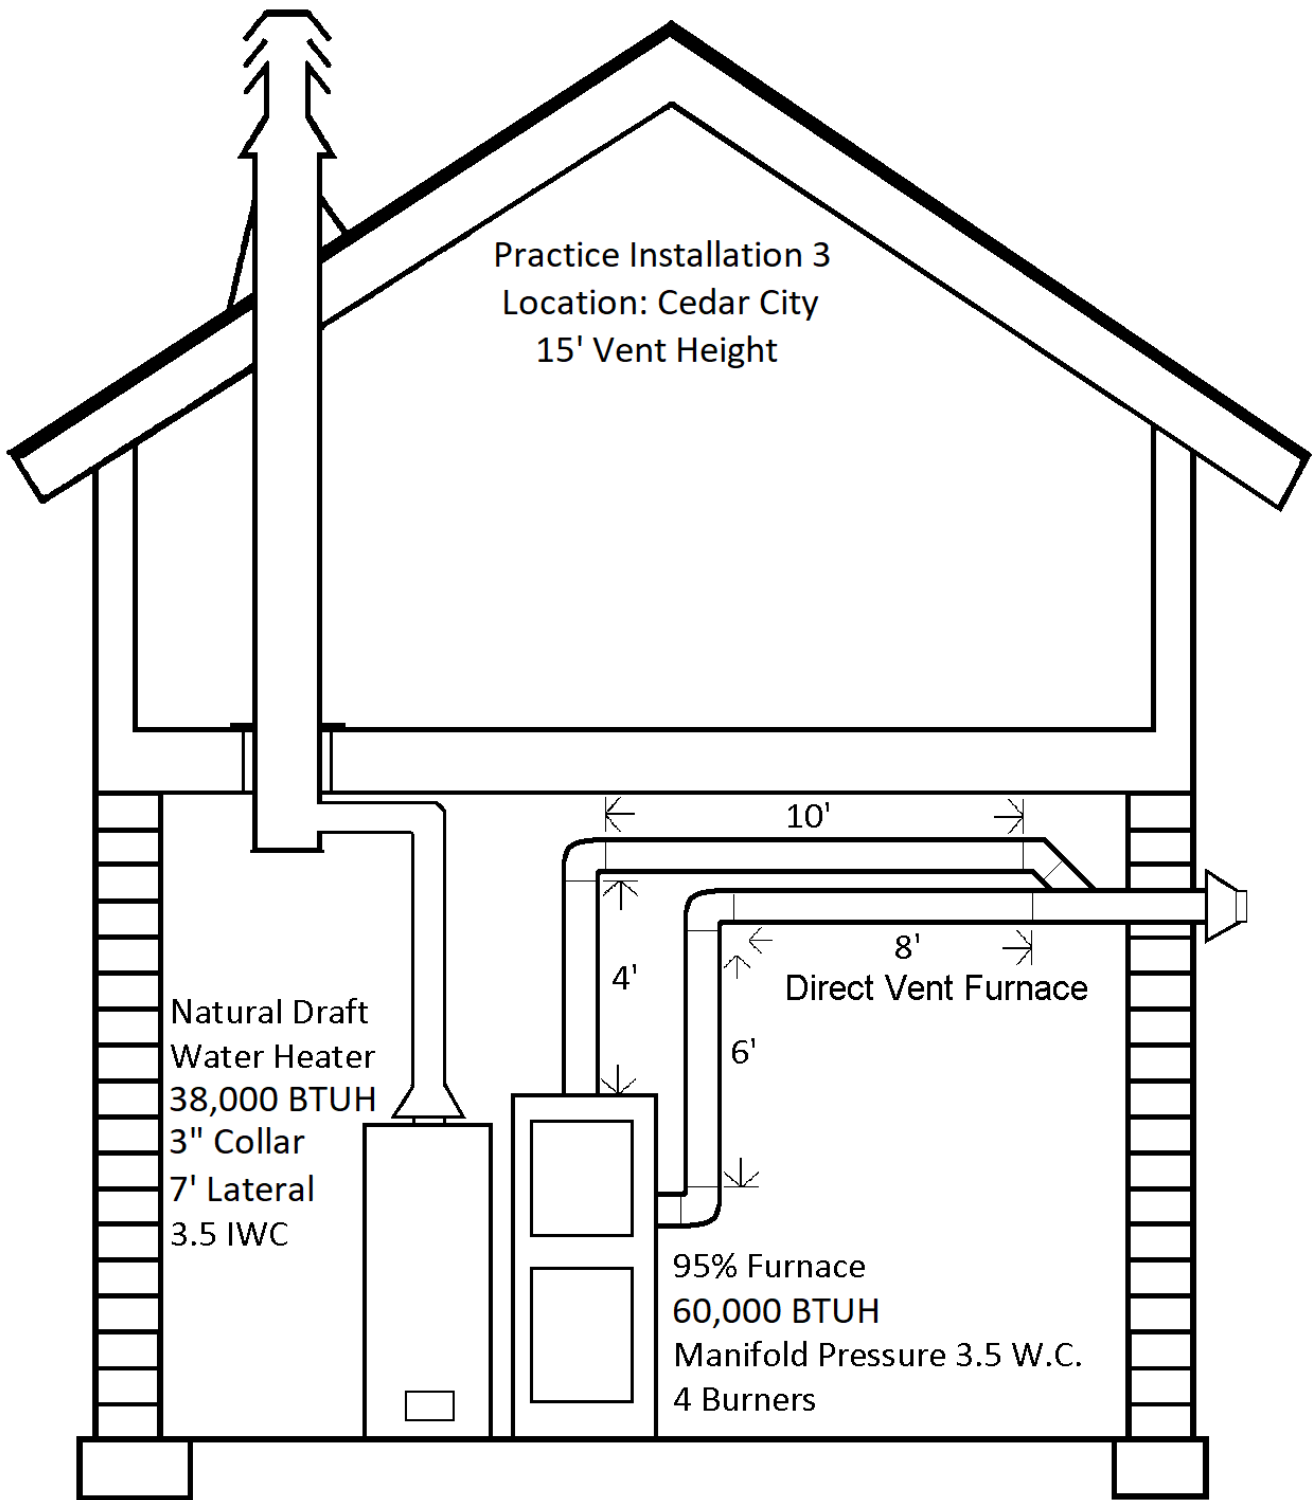 Practice Installation 3
Location: Cedar City
15' Vent Height
10'
4'
8'
Direct Vent Furnace
6'
Natural Draft
Water Heater
38,000 BTUH
3" Collar
7' Lateral
3.5 IWC
95% Furnace
60,000 BTUH
Manifold Pressure 3.5 W.C.
4 Burners